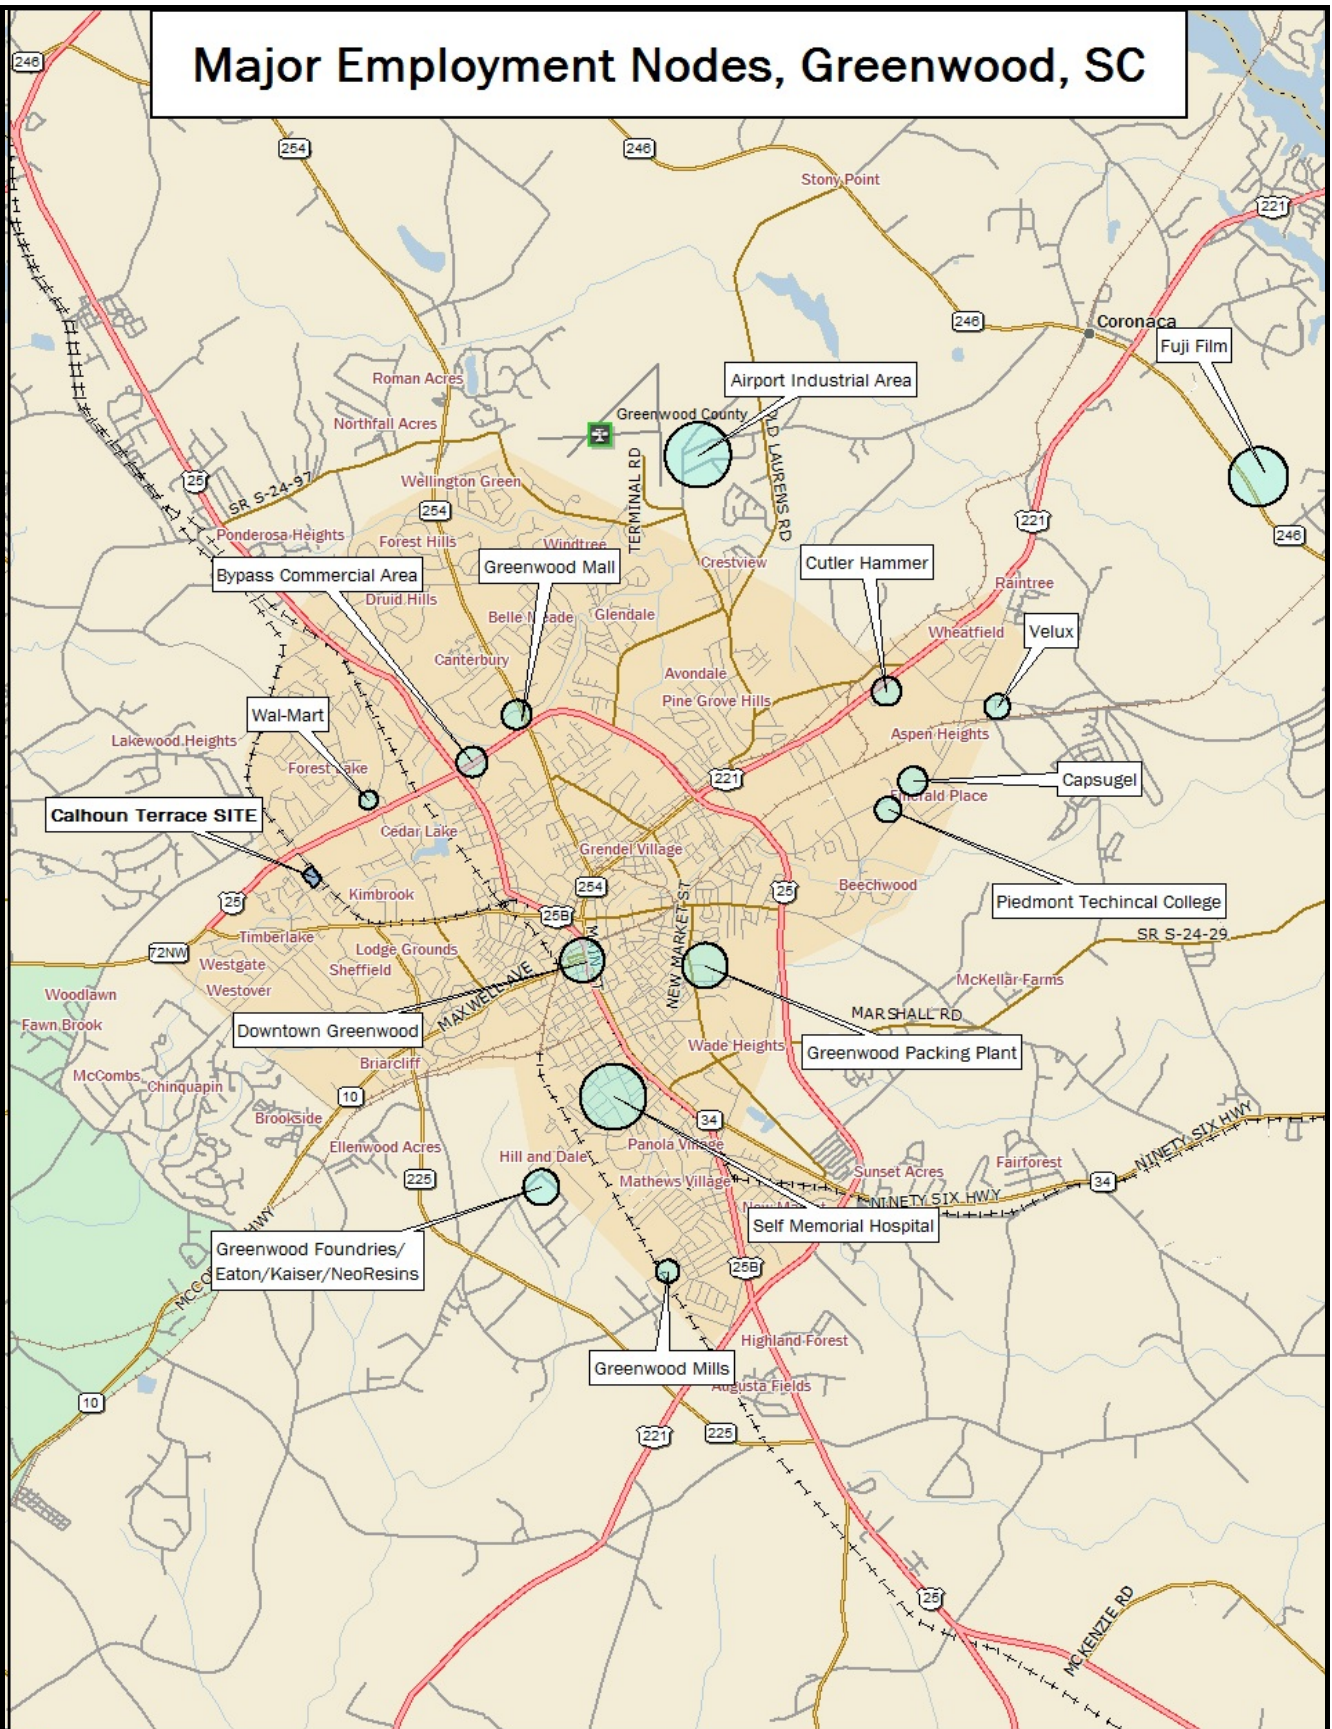 Major Employment Nodes, Greenwood, SC
246
254
246
Stony Point
221
246
Coronaca
Fuji Film
Roman Acres
Airport Industrial Area
Greenwood County
Northfall Acres
OLD LAURENS RD
TERMINAL RD
25
SR S-24-97
Wellington Green
254
221
246
Ponderosa Heights
Forest Hills
Windtree
Crestview
Cutler Hammer
Greenwood Mall
Bypass Commercial Area
Raintree
Druid Hills
Belle Meade
Glendale
Wheatfield
Velux
Canterbury
Avondale
Pine Grove Hills
Wal-Mart
Lakewood Heights
Aspen Heights
Forest Lake
221
Capsugel
Emerald Place
Calhoun Terrace SITE
Cedar Lake
Grendel Village
254
25
Beechwood
Kimbrook
25
25B
Piedmont Techincal College
NEW MARKET ST
MAIN ST
Timberlake
72NW
Lodge Grounds
SR S-24-29
Westgate
Sheffield
McKellar Farms
Westover
Woodlawn
MAXWELL AVE
MARSHALL RD
Fawn Brook
Downtown Greenwood
Wade Heights
Greenwood Packing Plant
Briarcliff
McCombs
Chinquapin
10
Brookside
34
NINETY SIX HWY
Ellenwood Acres
Panola Village
Hill and Dale
Fairforest
Sunset Acres
225
Mathews Village
34
NINETY SIX HWY
New Market
Self Memorial Hospital
Greenwood Foundries/
Eaton/Kaiser/NeoResins
HWY
25B
Highland Forest
Greenwood Mills
Augusta Fields
10
221
225
25
MCKENZIE RD